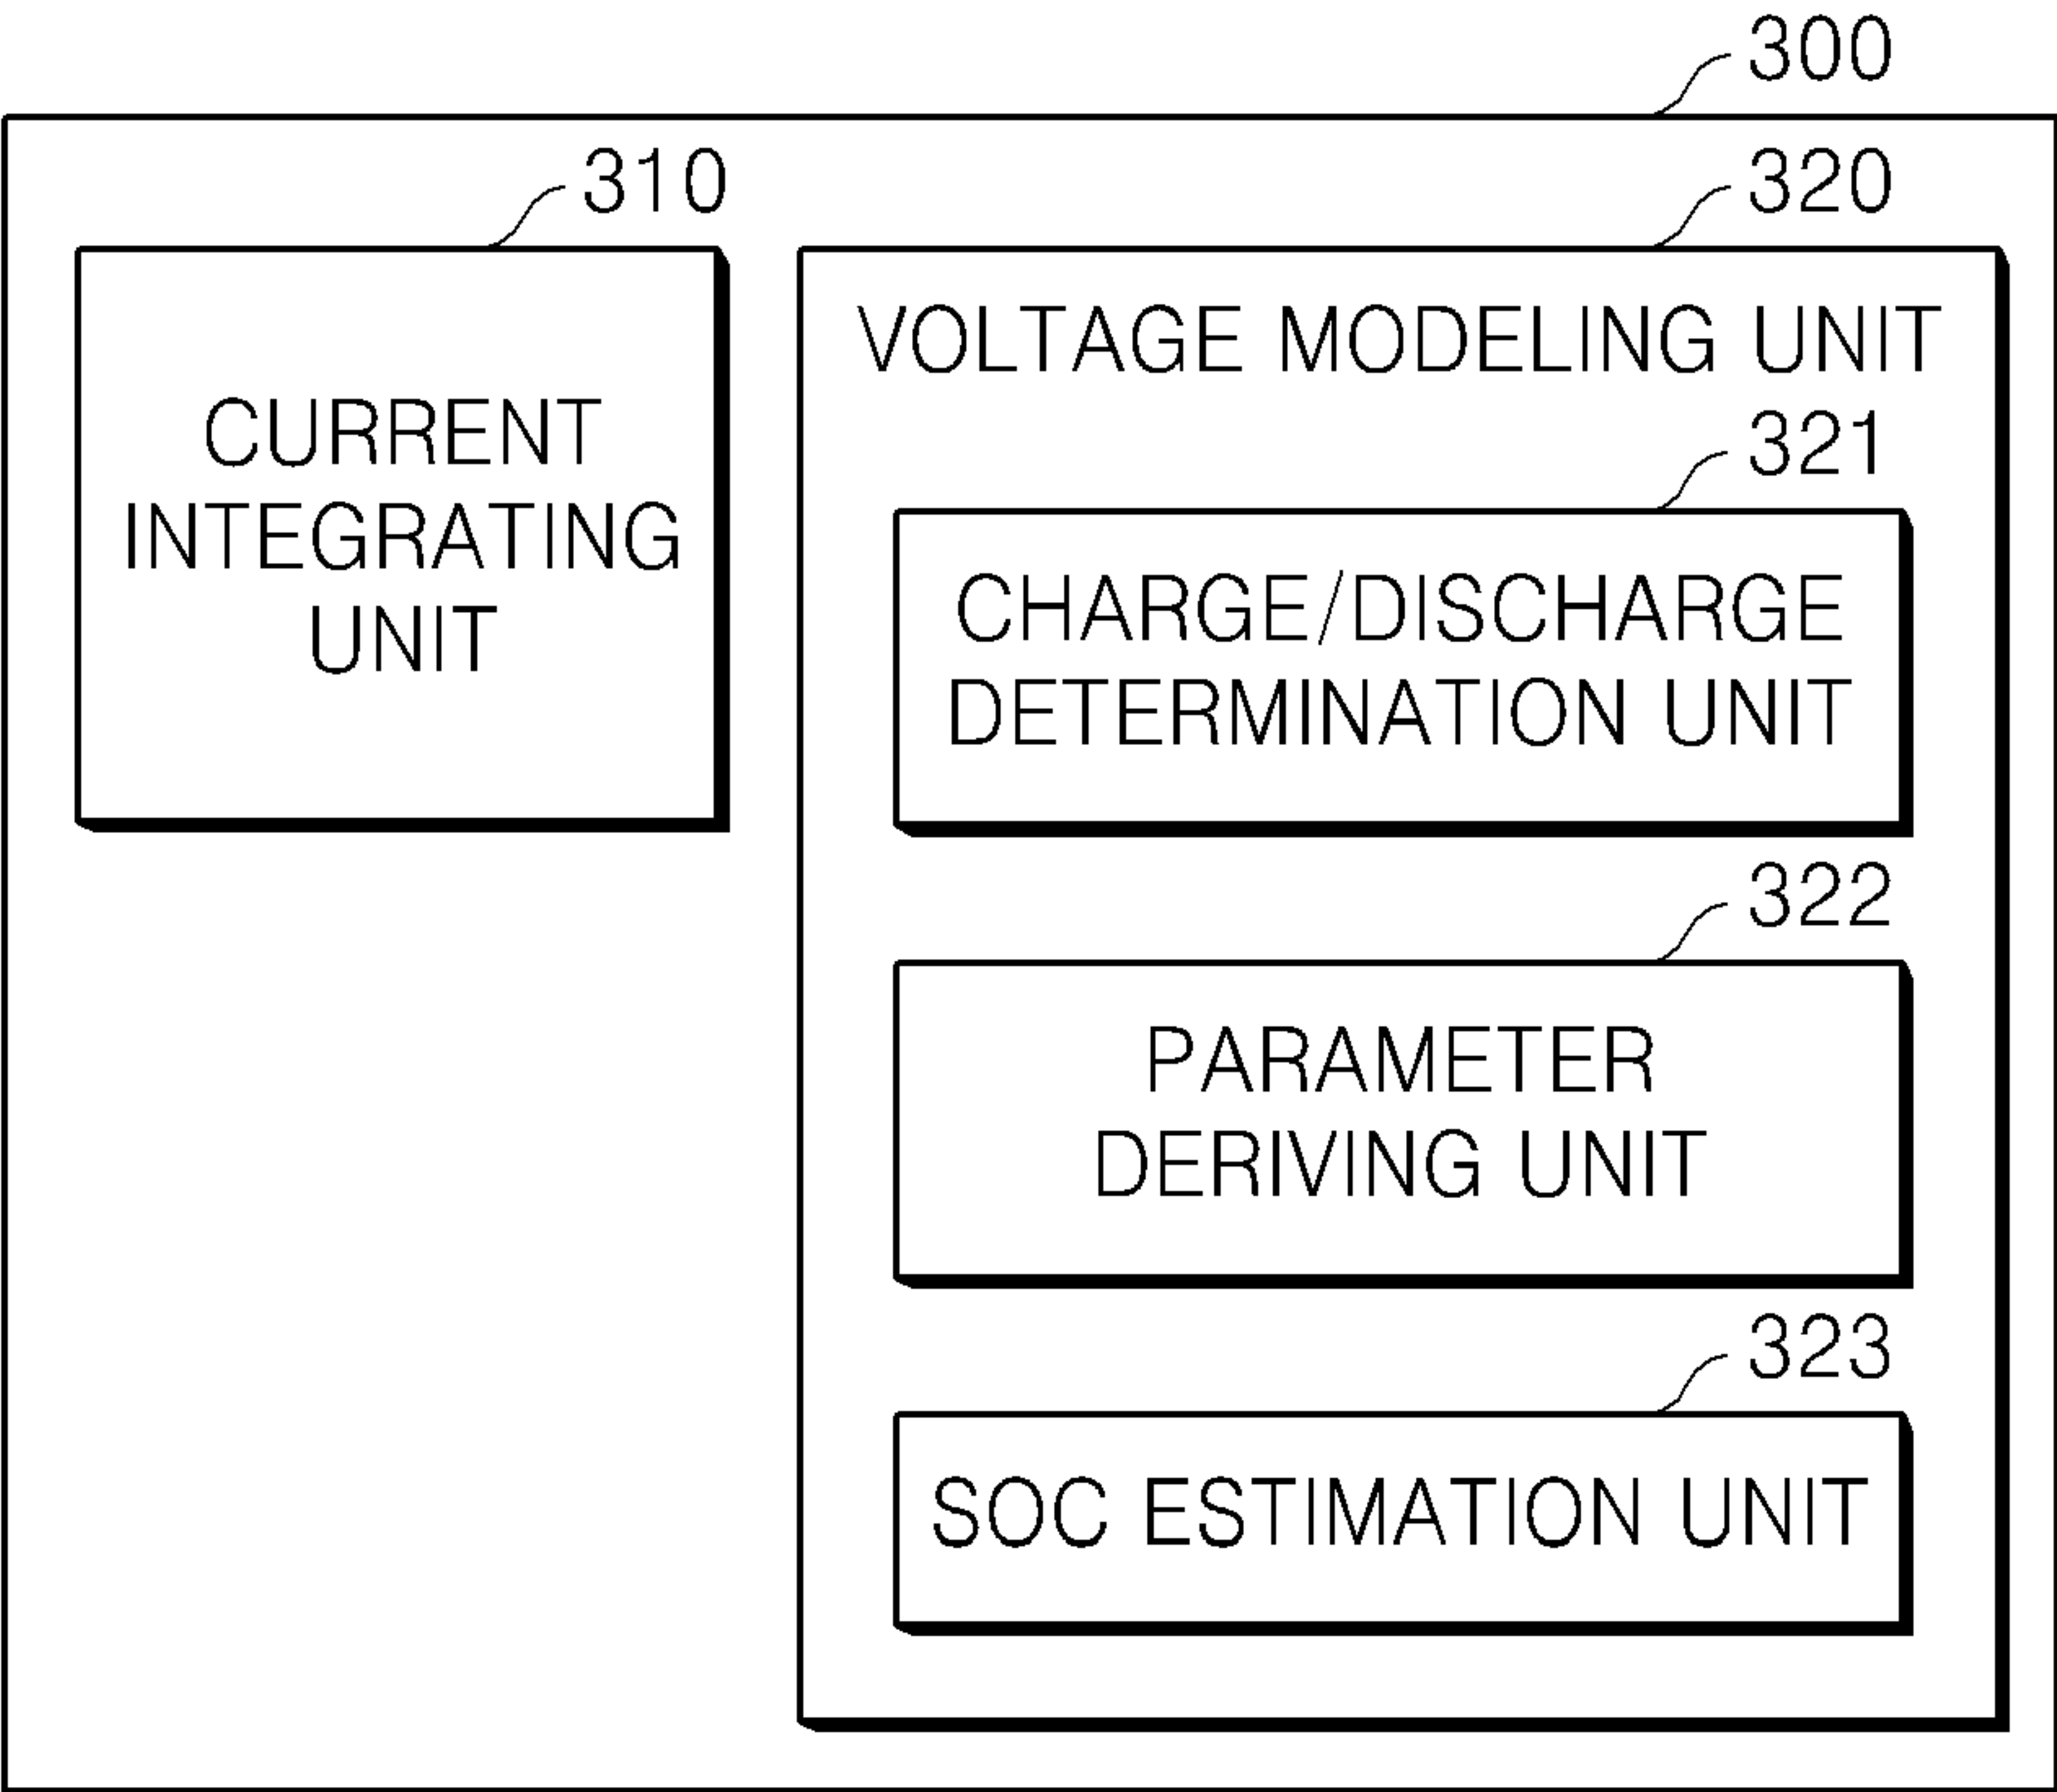 300
310
320
CURRENT
INTEGRATING
UNIT
VOLTAGE MODELING UNIT
321
CHARGE/DISCHARGE
DETERMINATION UNIT
322
PARAMETER
DERIVING UNIT
323
SOC ESTIMATION UNIT